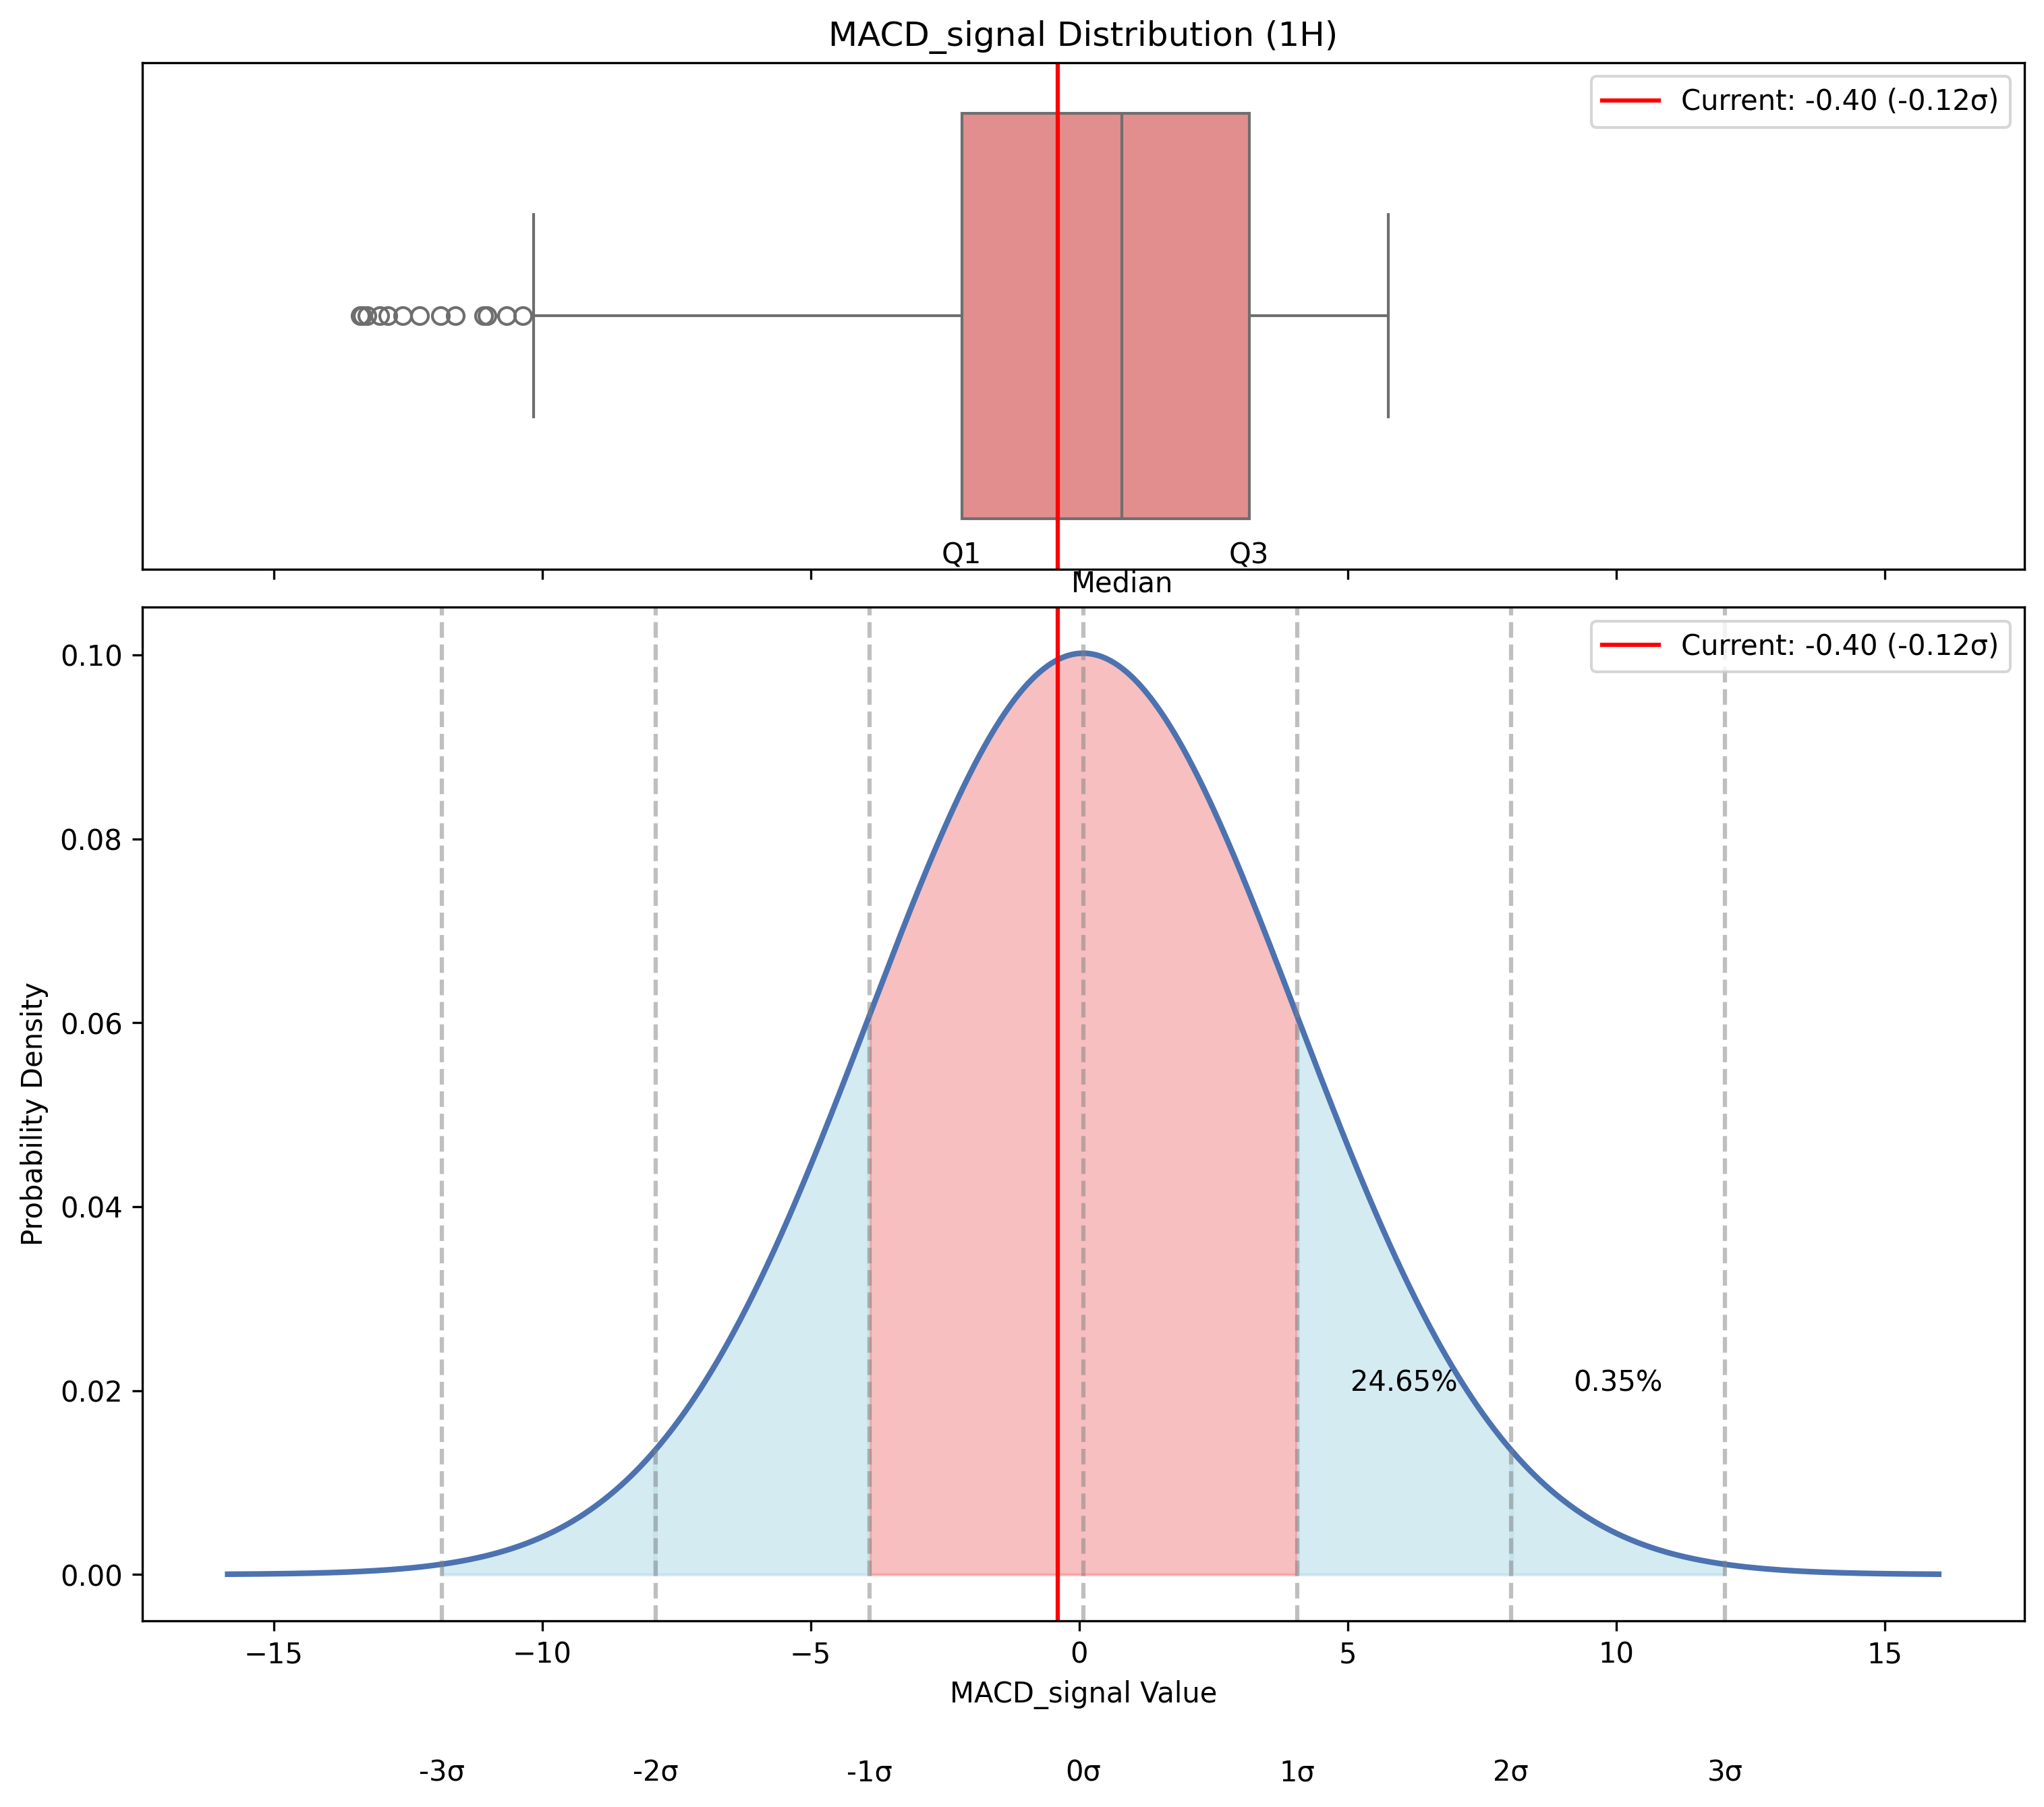 MACD_signal Distribution (1H)
Current: -0.40 (-0.12σ)
Q1
Q3
Median
Current: -0.40 (-0.12σ)
0.10
0.08
0.06
0.04
0.02
0.00
Probability Density
24.65%
0.35%
−15
−10
−5
0
5
10
15
MACD_signal Value
-3σ
-2σ
-1σ
0σ
1σ
2σ
3σ